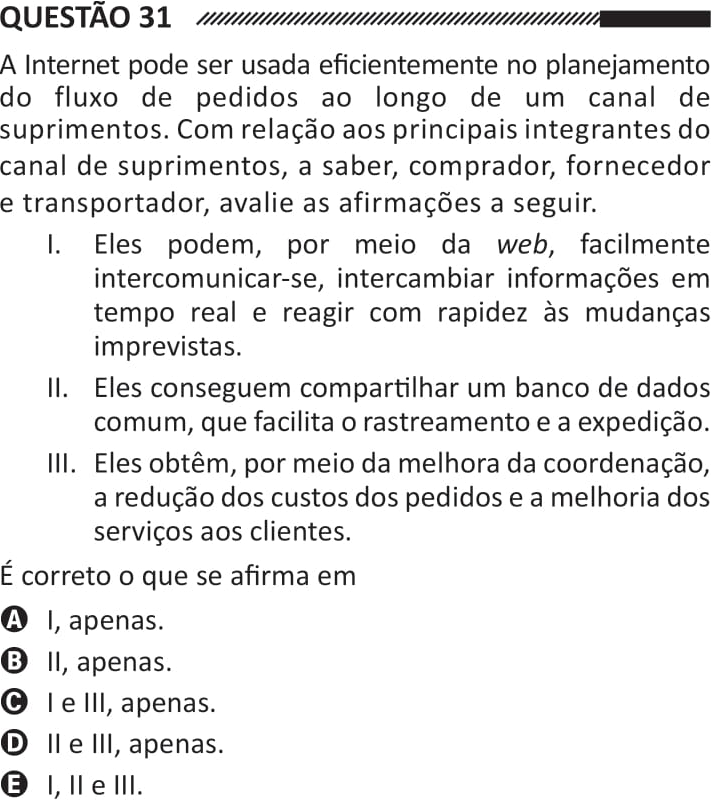 QUESTÃO 31
A Internet pode ser usada eficientemente no planejamento
do fluxo de pedidos ao longo de um canal de
suprimentos. Com relação aos principais integrantes do
canal de suprimentos, a saber, comprador, fornecedor
e transportador, avalie as afirmações a seguir.
I. Eles podem, por meio da web, facilmente
intercomunicar-se, intercambiar informações em
tempo real e reagir com rapidez às mudanças
imprevistas.
II. Eles conseguem compartilhar um banco de dados
comum, que facilita o rastreamento e a expedição.
III. Eles obtêm, por meio da melhora da coordenação,
a redução dos custos dos pedidos e a melhoria dos
serviços aos clientes.
É correto o que se afirma em
A I, apenas.
B II, apenas.
C I e III, apenas.
D II e III, apenas.
E I, II e III.